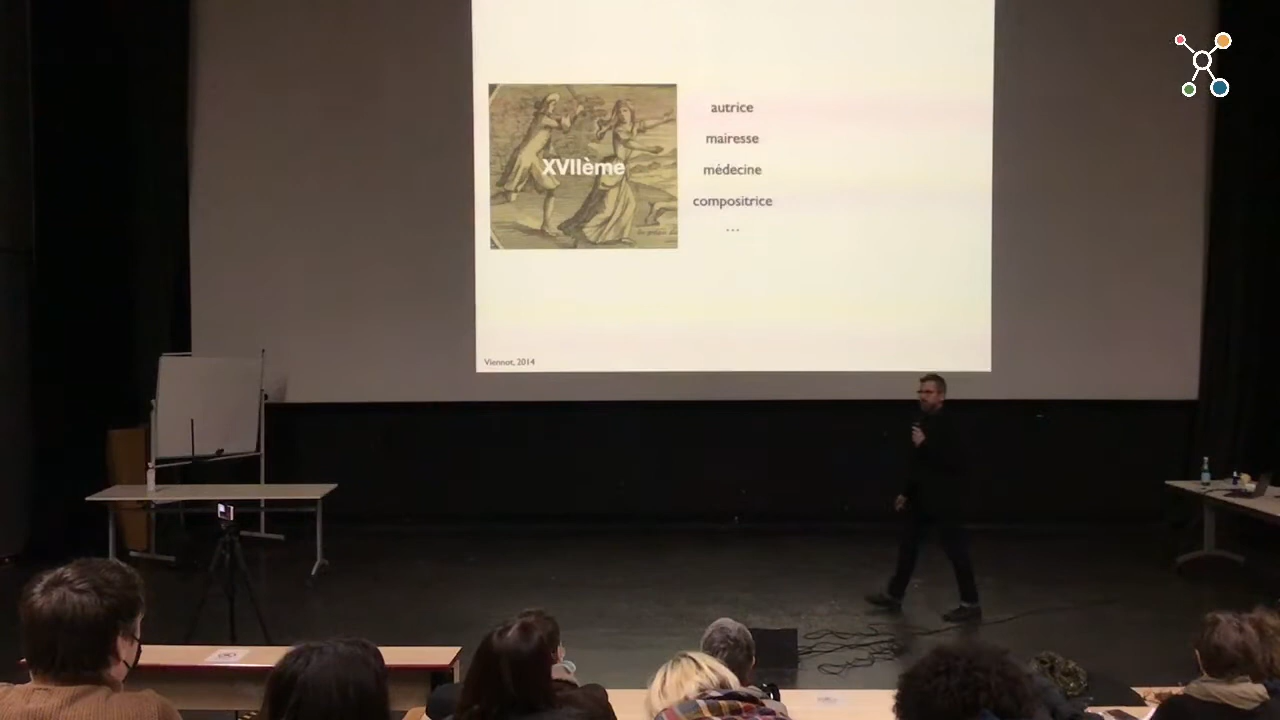 autrice
mairesse
XVIIème
médecine
compositrice
...
Viennot, 2014